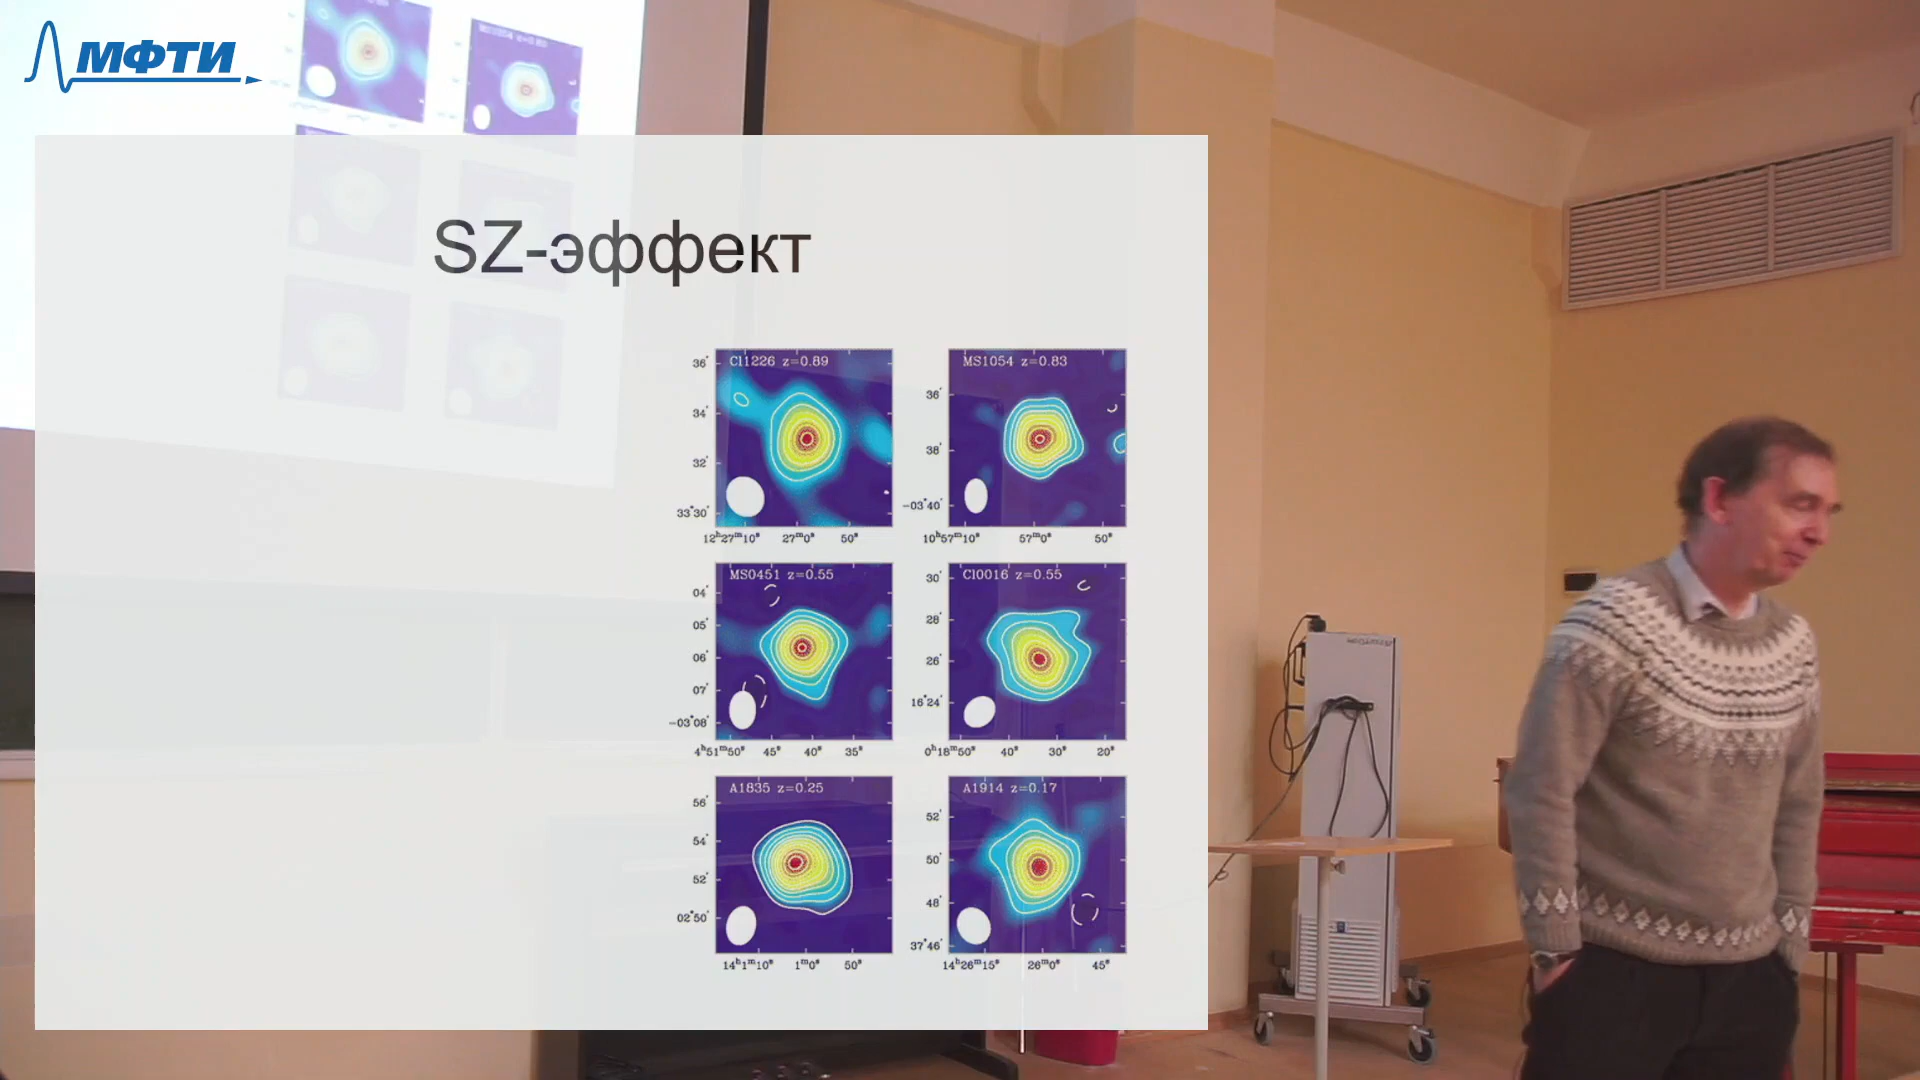 МФТИ
SZ-эффект
Cl1226 z=0.89
36'
34'
32'
33°30'
12ʰ27ᵐ10ˢ 27ᵐ0ˢ 50ˢ
MS1054 z=0.83
36'
38'
-03°40'
10ʰ57ᵐ10ˢ 57ᵐ0ˢ 50ˢ
MS0451 z=0.55
04'
05'
06'
07'
-03°08'
4ʰ51ᵐ50ˢ 45ˢ 40ˢ 35ˢ
Cl0016 z=0.55
30'
28'
26'
16°24'
0ʰ18ᵐ50ˢ 40ˢ 30ˢ 20ˢ
A1835 z=0.25
56'
54'
52'
02°50'
14ʰ1ᵐ10ˢ 1ᵐ0ˢ 50ˢ
A1914 z=0.17
52'
50'
48'
37°46'
14ʰ26ᵐ15ˢ 26ᵐ0ˢ 45ˢ